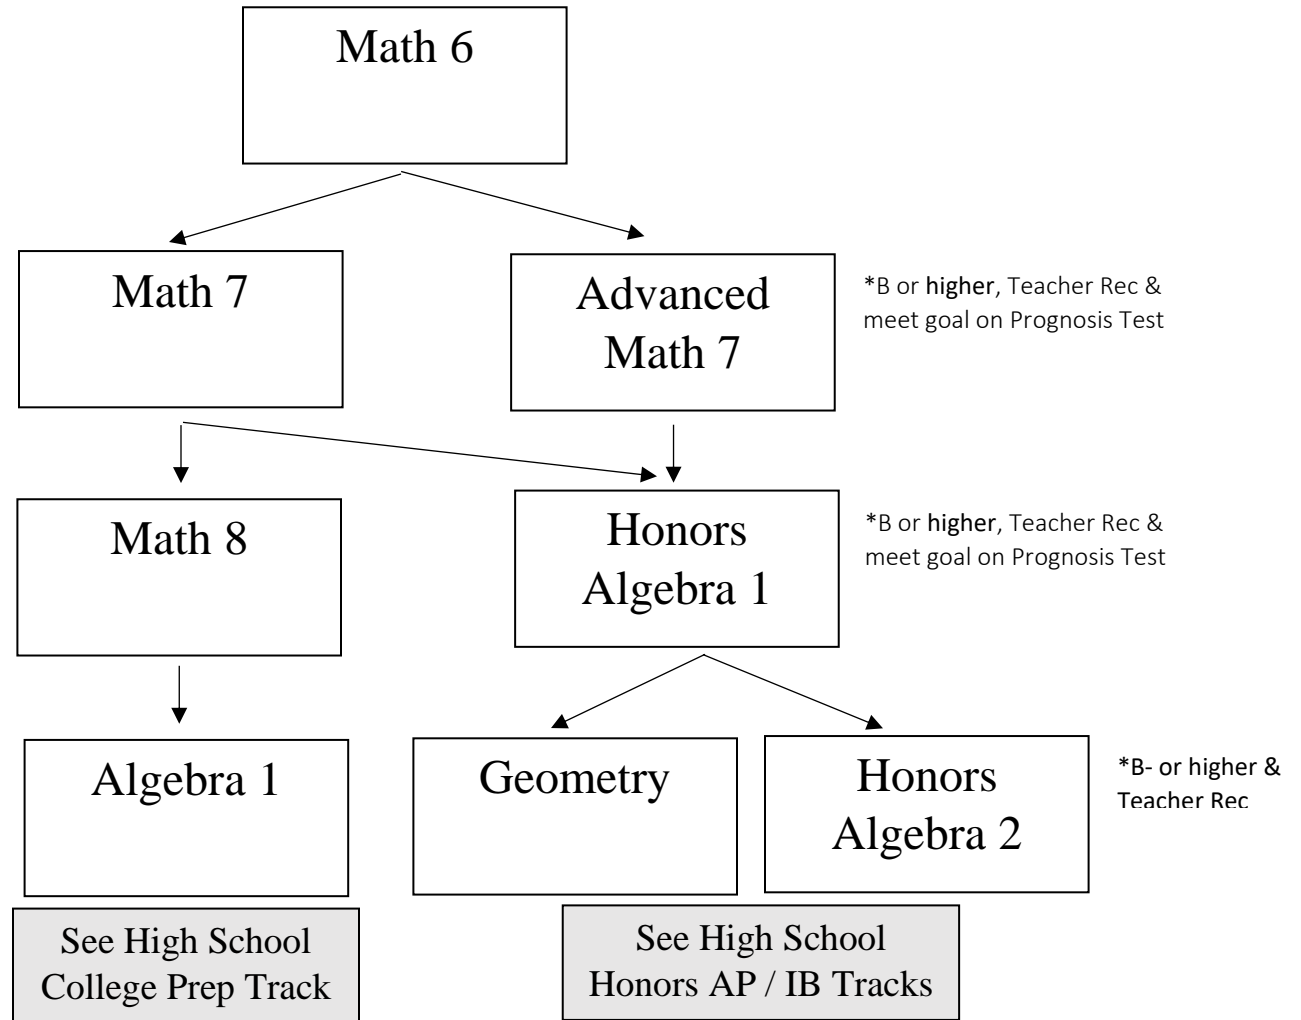 Math 6
Math 7
Advanced
Math 7
*B or higher, Teacher Rec &
meet goal on Prognosis Test
Math 8
Honors
Algebra 1
*B or higher, Teacher Rec &
meet goal on Prognosis Test
Algebra 1
Geometry
Honors
Algebra 2
*B- or higher &
Teacher Rec
See High School
College Prep Track
See High School
Honors AP / IB Tracks